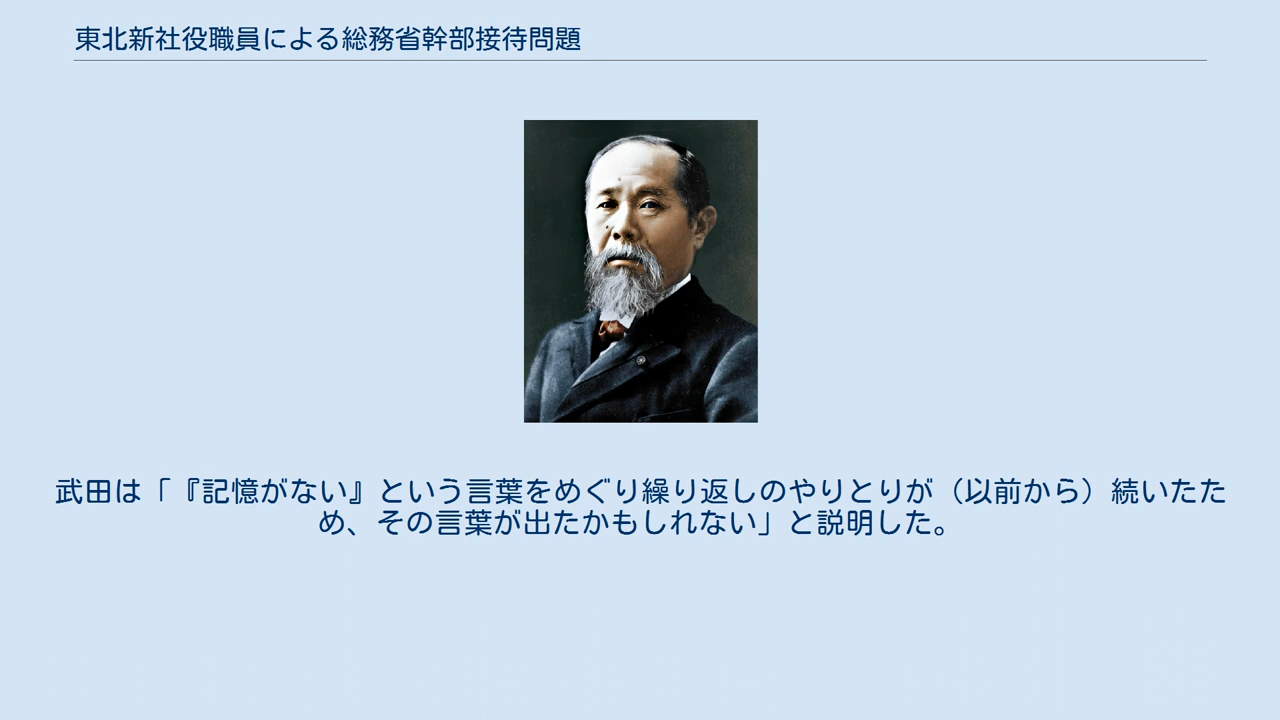 東北新社役職員による総務省幹部接待問題
武田は「『記憶がない』という言葉をめぐり繰り返しのやりとりが（以前から）続いたた
め、その言葉が出たかもしれない」と説明した。